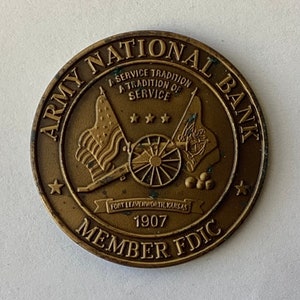 ARMY NATIONAL BANK
A SERVICE TRADITION
A TRADITION OF
SERVICE
FORT LEAVENWORTH, KANSAS
1907
MEMBER FDIC